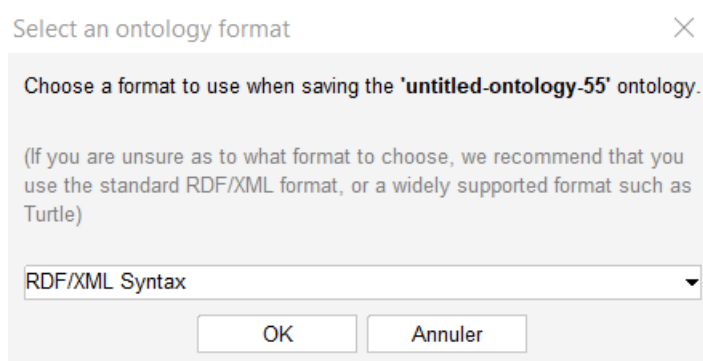 Select an ontology format
Choose a format to use when saving the 'untitled-ontology-55' ontology.
(If you are unsure as to what format to choose, we recommend that you
use the standard RDF/XML format, or a widely supported format such as
Turtle)
RDF/XML Syntax
OK
Annuler